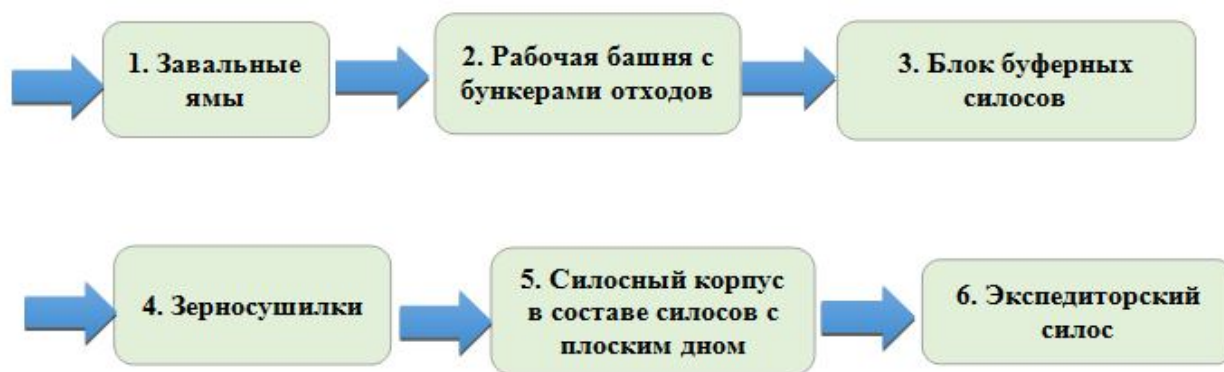 1. Завальные
ямы
2. Рабочая башня с
бункерами отходов
3. Блок буферных
силосов
4. Зерносушилки
5. Силосный корпус
в составе силосов с
плоским дном
6. Экспедиторский
силос